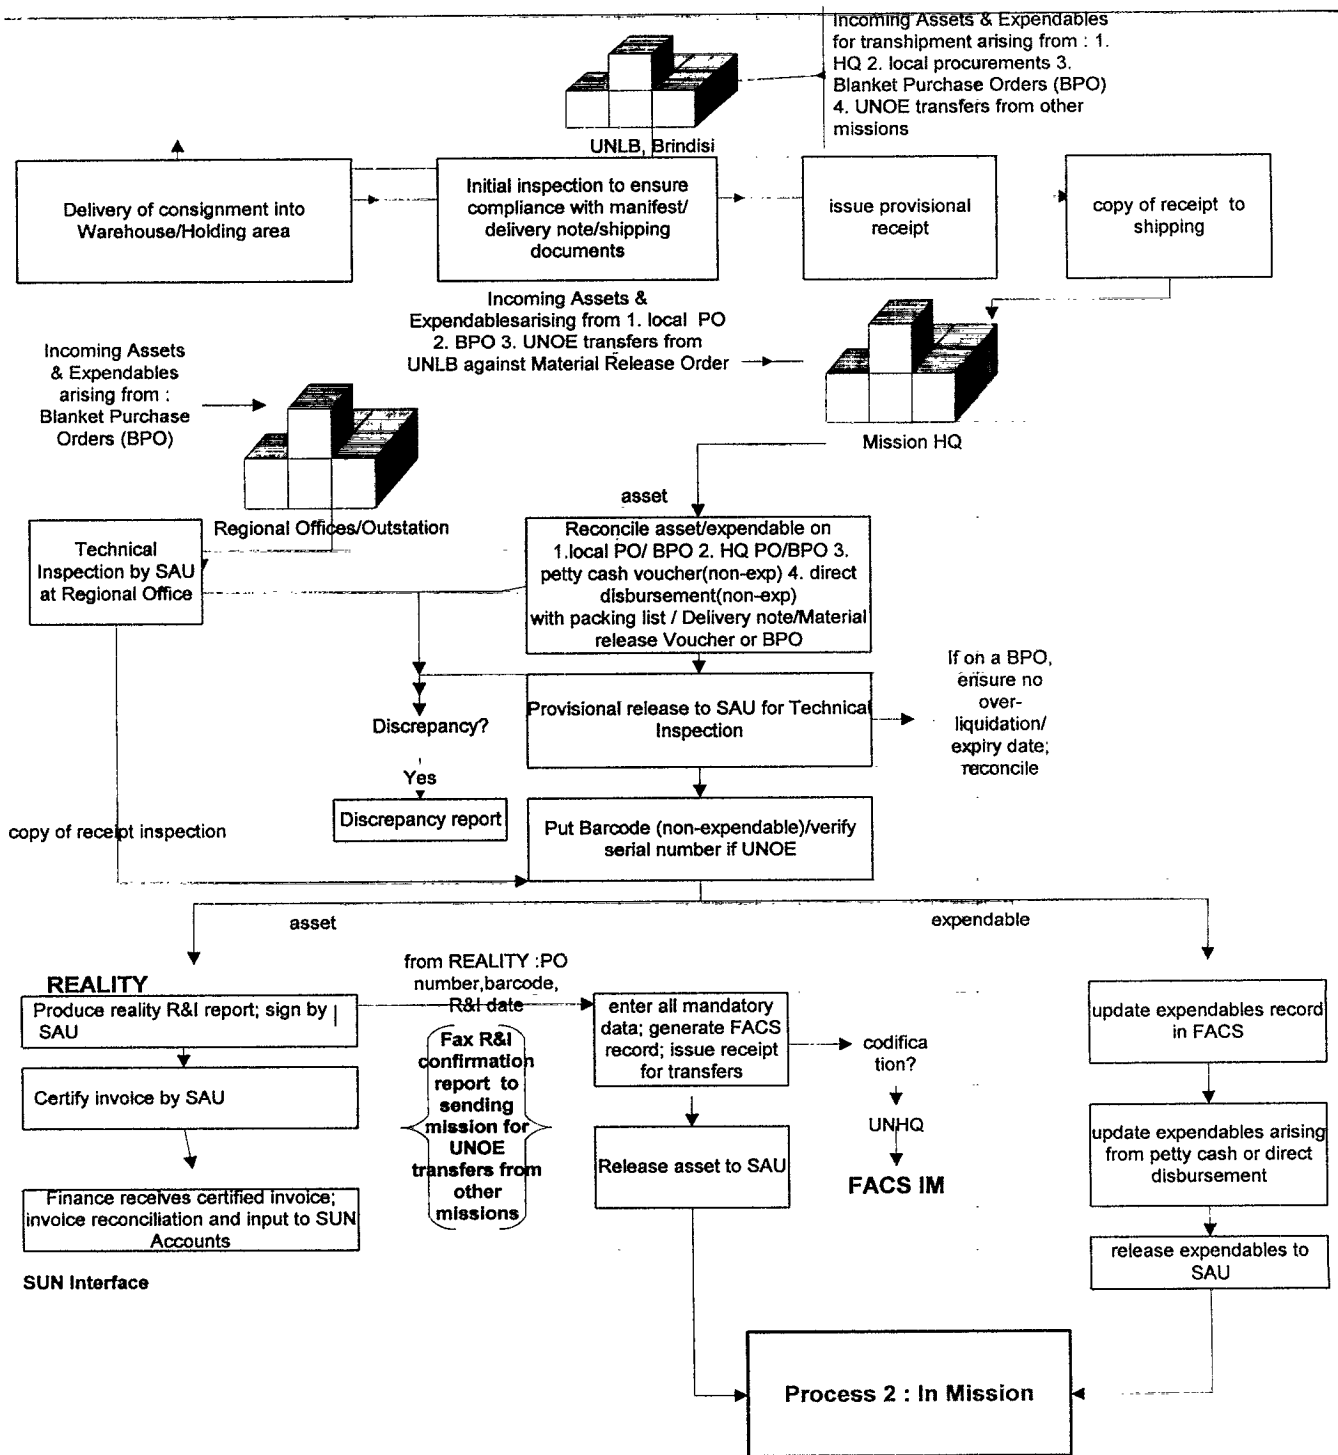 Incoming Assets & Expendables
for transhipment arising from : 1.
HQ 2. local procurements 3.
Blanket Purchase Orders (BPO)
4. UNOE transfers from other
missions
UNLB, Brindisi
Delivery of consignment into
Warehouse/Holding area
Initial inspection to ensure
compliance with manifest/
delivery note/shipping
documents
issue provisional
receipt
copy of receipt to
shipping
Incoming Assets &
Expendablesarising from 1. local PO
2. BPO 3. UNOE transfers from
UNLB against Material Release Order
Incoming Assets
& Expendables
arising from :
Blanket Purchase
Orders (BPO)
Mission HQ
asset
Regional Offices/Outstation
Technical
Inspection by SAU
at Regional Office
Reconcile asset/expendable on
1.local PO/ BPO 2. HQ PO/BPO 3.
petty cash voucher(non-exp) 4. direct
disbursement(non-exp)
with packing list / Delivery note/Material
release Voucher or BPO
If on a BPO,
ensure no
over-
liquidation/
expiry date;
reconcile
Provisional release to SAU for Technical
Inspection
Discrepancy?
Yes
Discrepancy report
copy of receipt inspection
Put Barcode (non-expendable)/verify
serial number if UNOE
asset
expendable
REALITY
Produce reality R&I report; sign by
SAU
Certify invoice by SAU
Finance receives certified invoice;
invoice reconciliation and input to SUN
Accounts
SUN Interface
from REALITY :PO
number,barcode,
R&I date
Fax R&I
confirmation
report to
sending
mission for
UNOE
transfers from
other
missions
enter all mandatory
data; generate FACS
record; issue receipt
for transfers
Release asset to SAU
codifica
tion?
UNHQ
FACS IM
update expendables record
in FACS
update expendables arising
from petty cash or direct
disbursement
release expendables to
SAU
Process 2 : In Mission